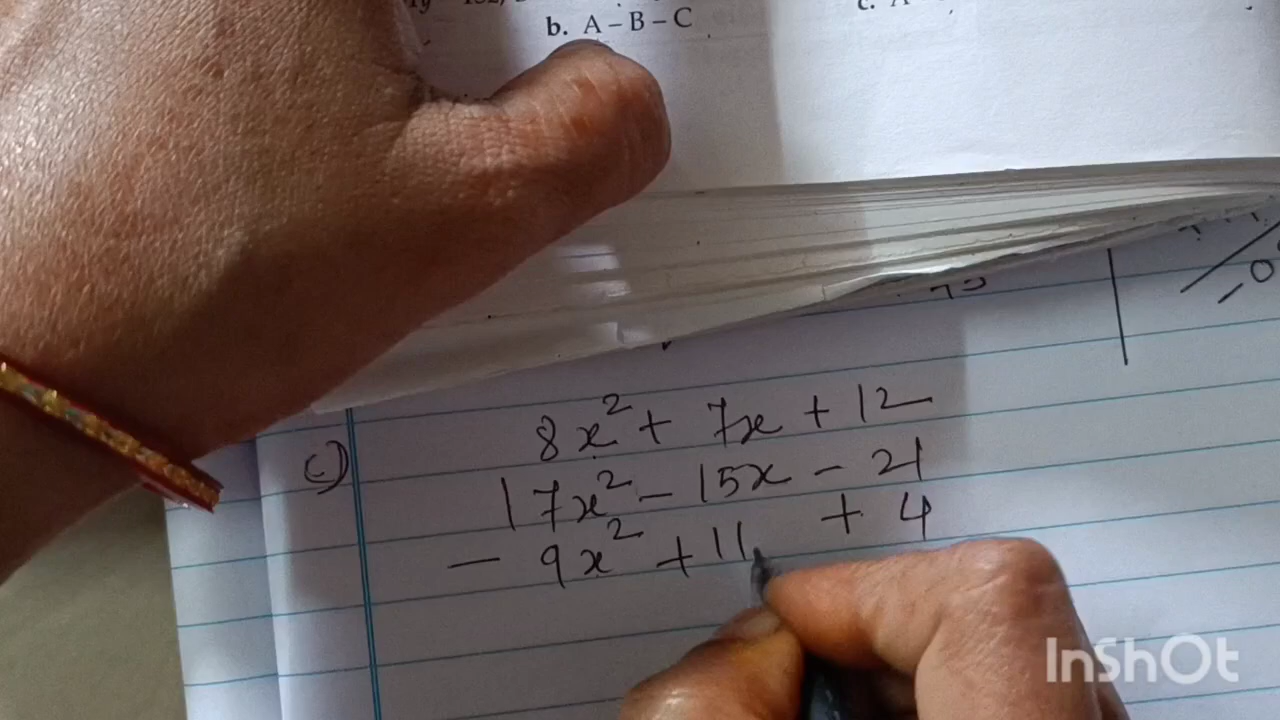 b. A – B – C
c. A
c)
8x² + 7x + 12
17x² – 15x – 21
– 9x² + 11 + 4
InShOt